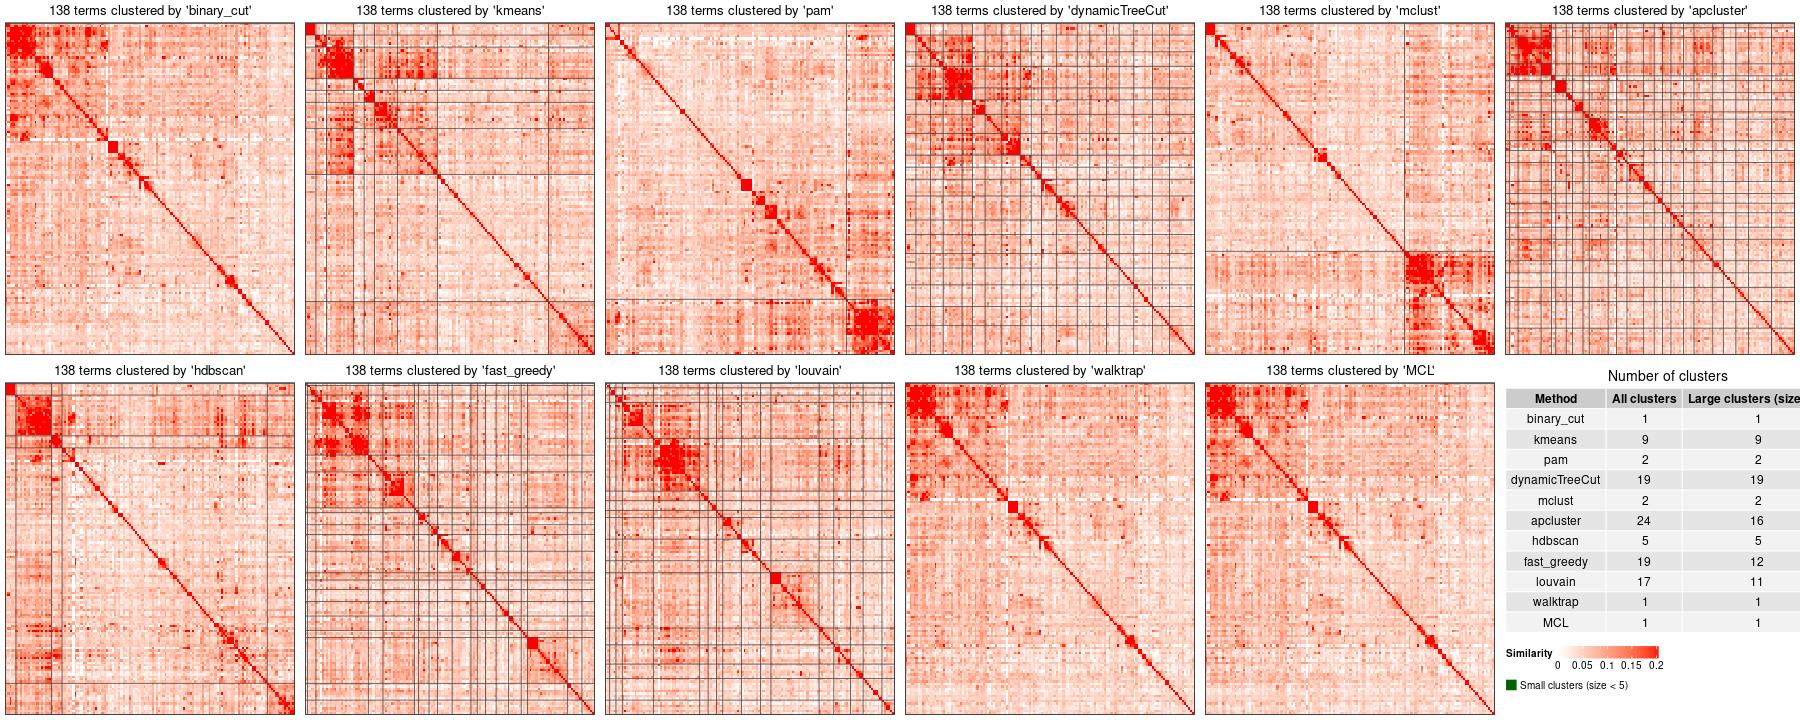 138 terms clustered by 'binary_cut'
138 terms clustered by 'kmeans'
138 terms clustered by 'pam'
138 terms clustered by 'dynamicTreeCut'
138 terms clustered by 'mclust'
138 terms clustered by 'apcluster'
138 terms clustered by 'hdbscan'
138 terms clustered by 'fast_greedy'
138 terms clustered by 'louvain'
138 terms clustered by 'walktrap'
138 terms clustered by 'MCL'
Number of clusters
Method All clusters Large clusters (size
binary_cut 1 1
kmeans 9 9
pam 2 2
dynamicTreeCut 19 19
mclust 2 2
apcluster 24 16
hdbscan 5 5
fast_greedy 19 12
louvain 17 11
walktrap 1 1
MCL 1 1
Similarity
0 0.05 0.1 0.15 0.2
Small clusters (size < 5)